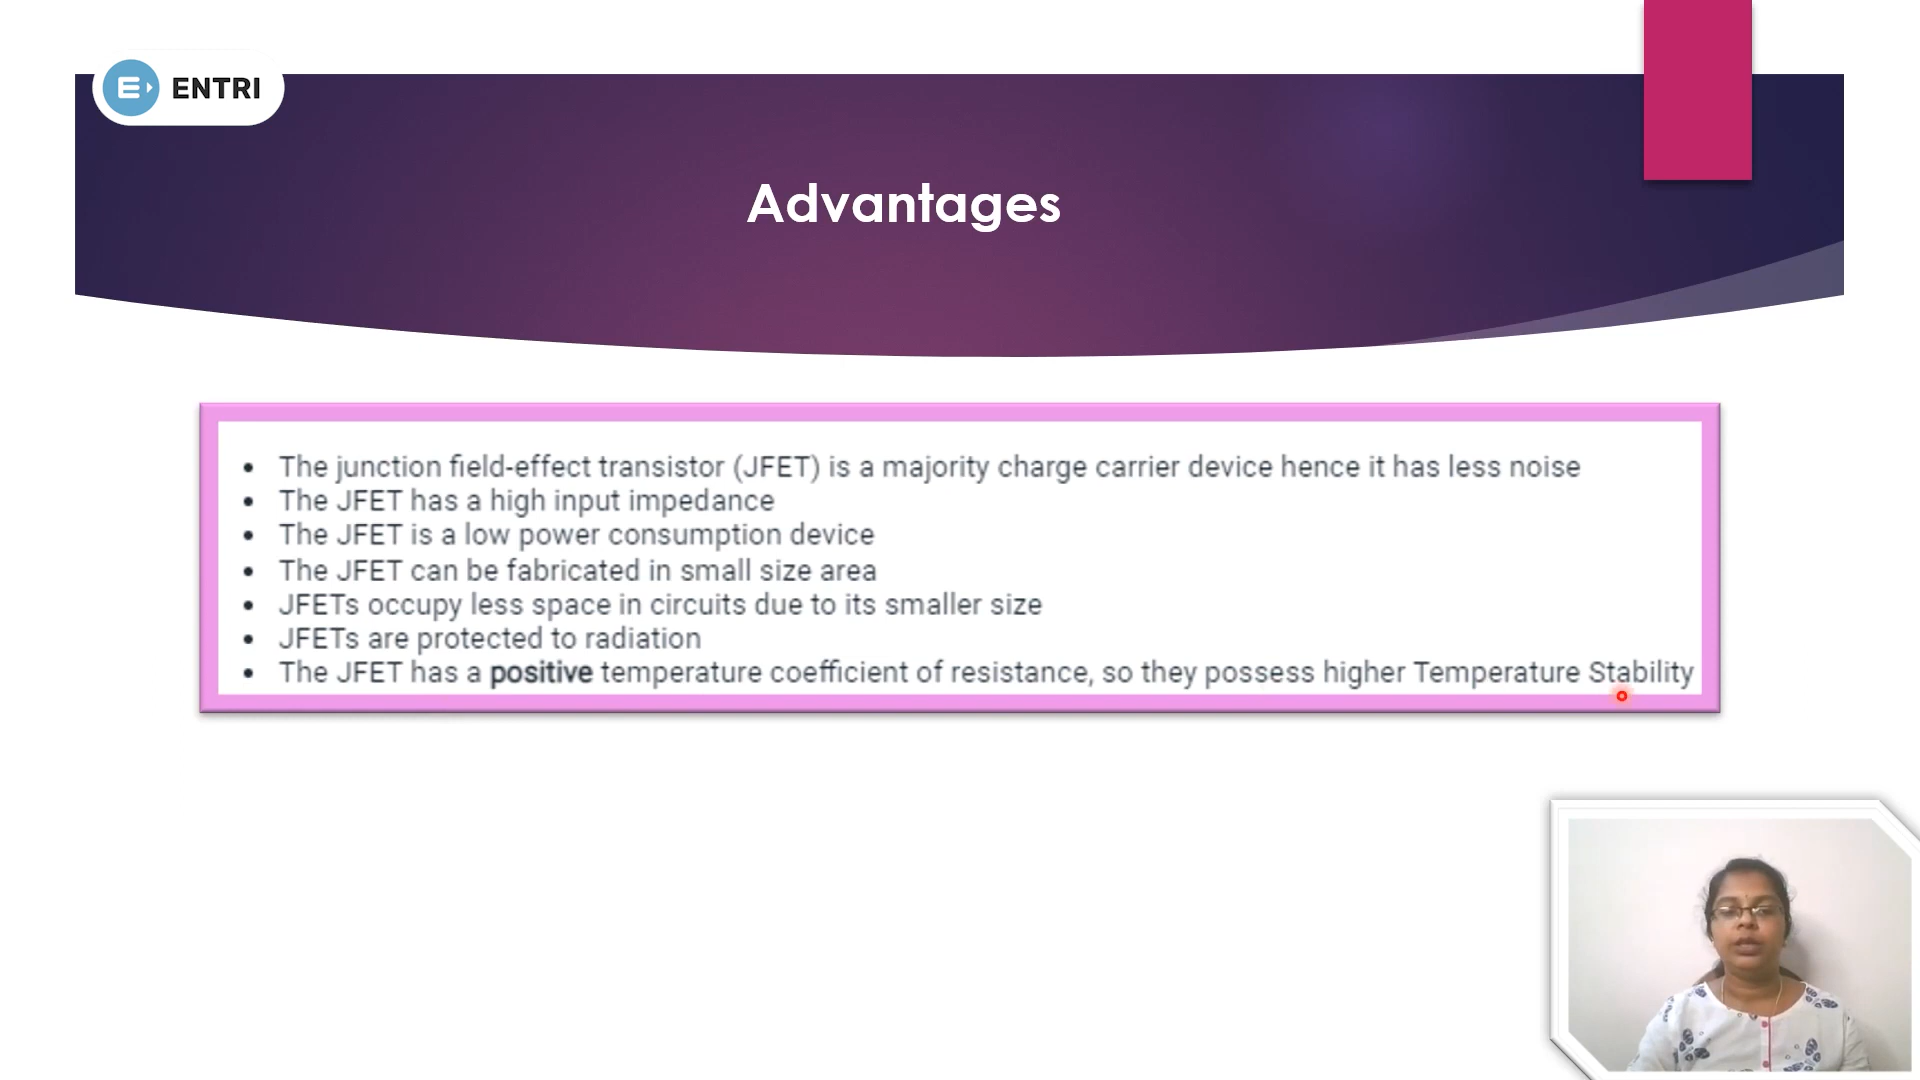 ENTRI
Advantages
• The junction field-effect transistor (JFET) is a majority charge carrier device hence it has less noise
• The JFET has a high input impedance
• The JFET is a low power consumption device
• The JFET can be fabricated in small size area
• JFETs occupy less space in circuits due to its smaller size
• JFETs are protected to radiation
• The JFET has a positive temperature coefficient of resistance, so they possess higher Temperature Stability